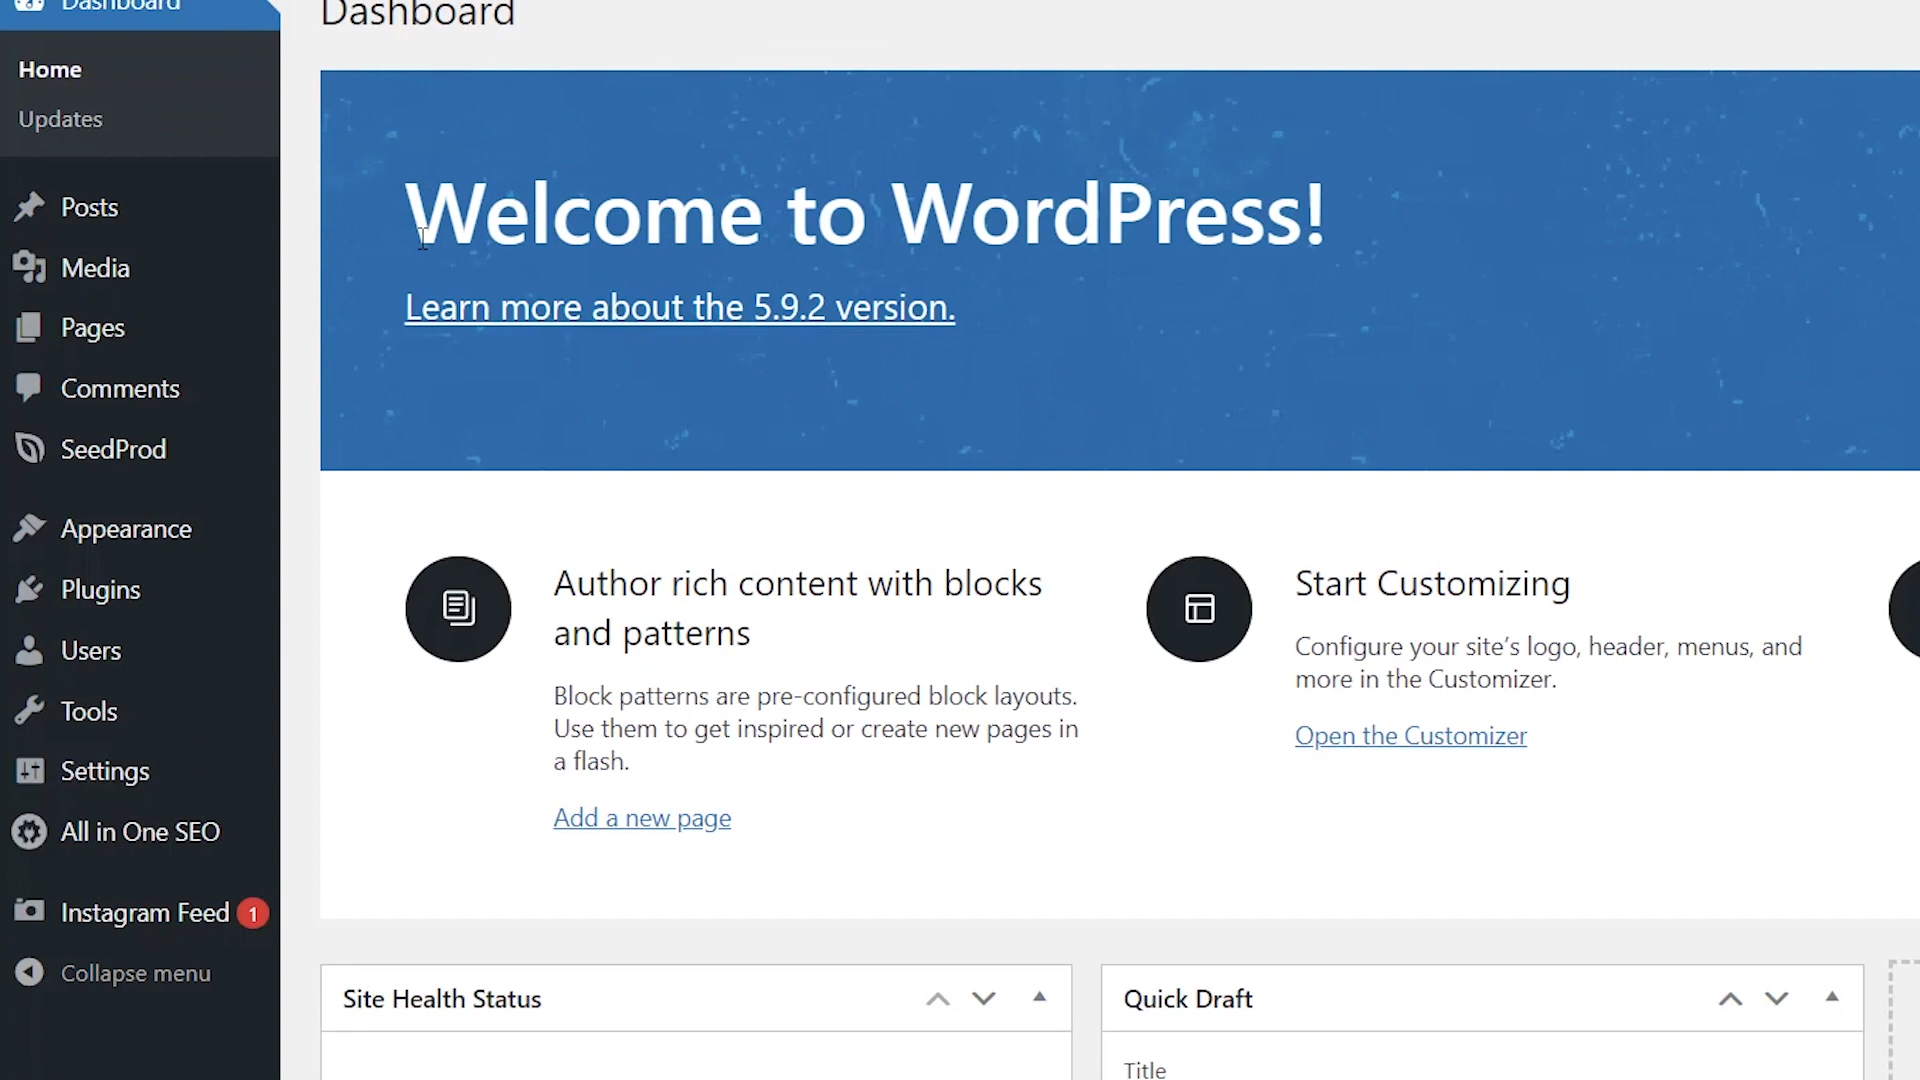 Dashboard
Home
Updates
Posts
Media
Pages
Comments
SeedProd
Appearance
Plugins
Users
Tools
Settings
All in One SEO
Instagram Feed 1
Collapse menu
Dashboard
Welcome to WordPress!
Learn more about the 5.9.2 version.
Author rich content with blocks
and patterns
Block patterns are pre-configured block layouts.
Use them to get inspired or create new pages in
a flash.
Add a new page
Start Customizing
Configure your site’s logo, header, menus, and
more in the Customizer.
Open the Customizer
Site Health Status
Quick Draft
Title